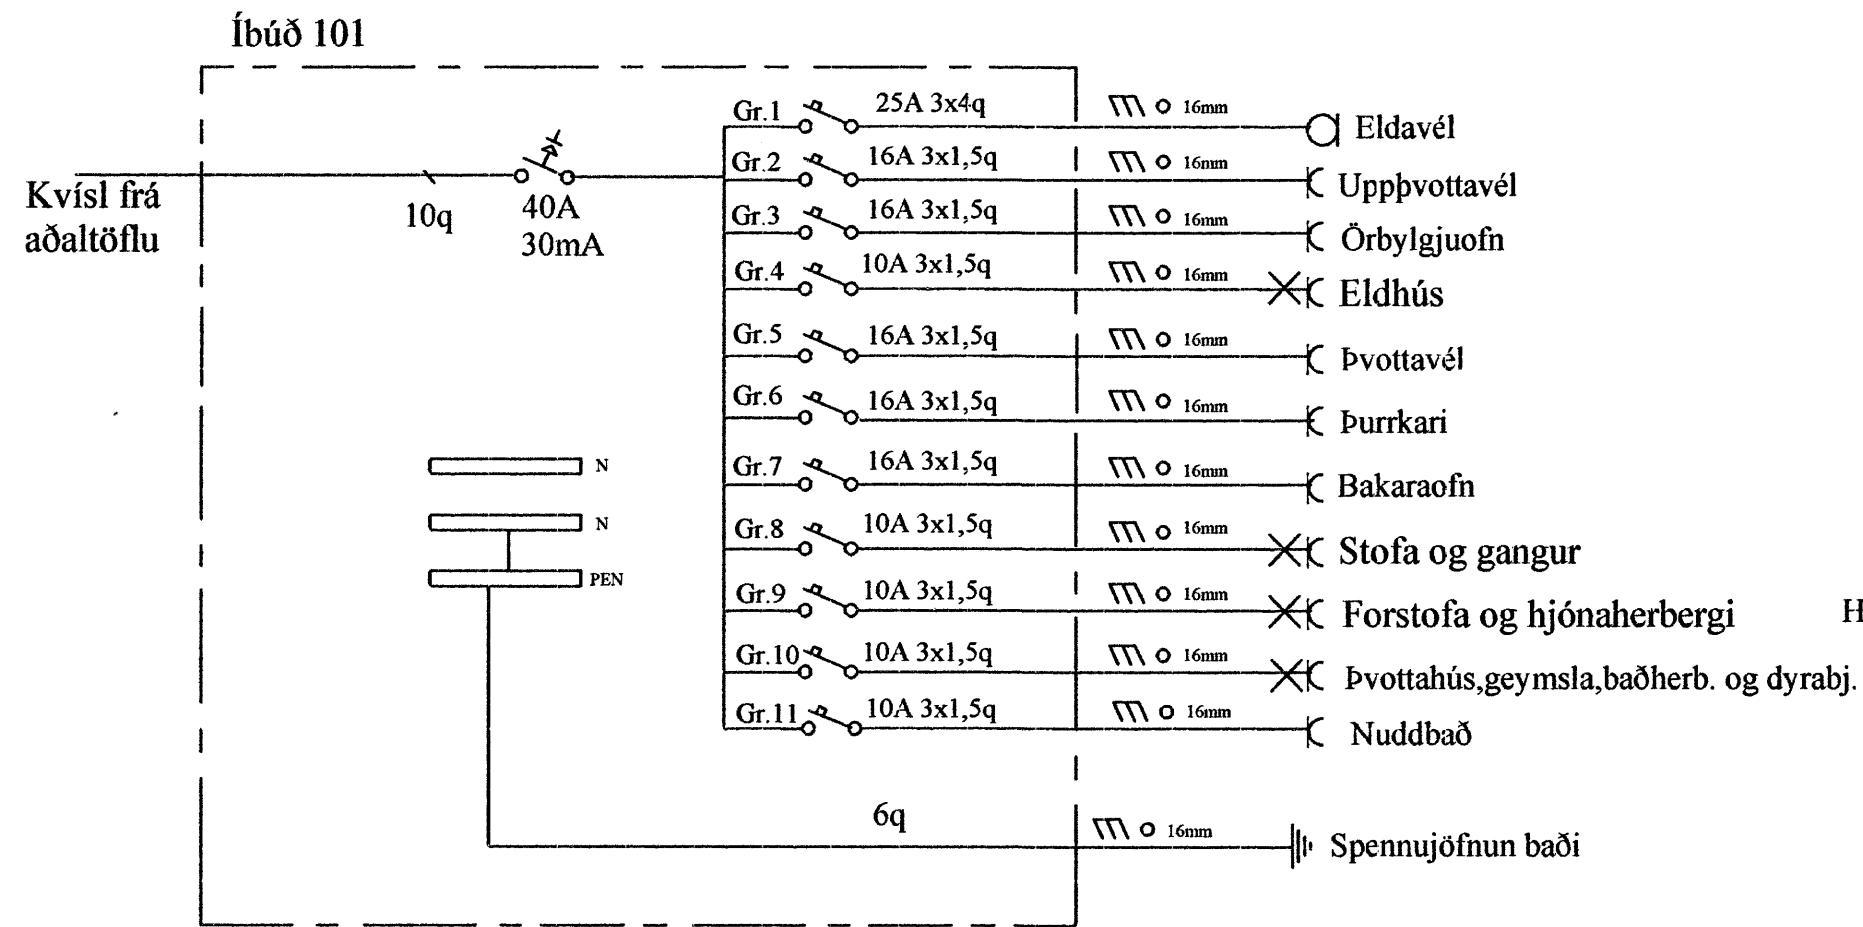 Íbúð 101
Kvísl frá
aðaltöflu
10q
40A
30mA
Gr.1 25A 3x4q 16mm Eldavél
Gr.2 16A 3x1,5q 16mm Uppþvottavél
Gr.3 16A 3x1,5q 16mm Örbylgjuofn
Gr.4 10A 3x1,5q 16mm Eldhús
Gr.5 16A 3x1,5q 16mm Þvottavél
Gr.6 16A 3x1,5q 16mm Þurrkari
Gr.7 16A 3x1,5q 16mm Bakaraofn
Gr.8 10A 3x1,5q 16mm Stofa og gangur
Gr.9 10A 3x1,5q 16mm Forstofa og hjónaherbergi H
Gr.10 10A 3x1,5q 16mm Þvottahús,geymsla,baðherb. og dyrabj.
Gr.11 10A 3x1,5q 16mm Nuddbað
N
N
PEN
6q 16mm Spennujöfnun baði